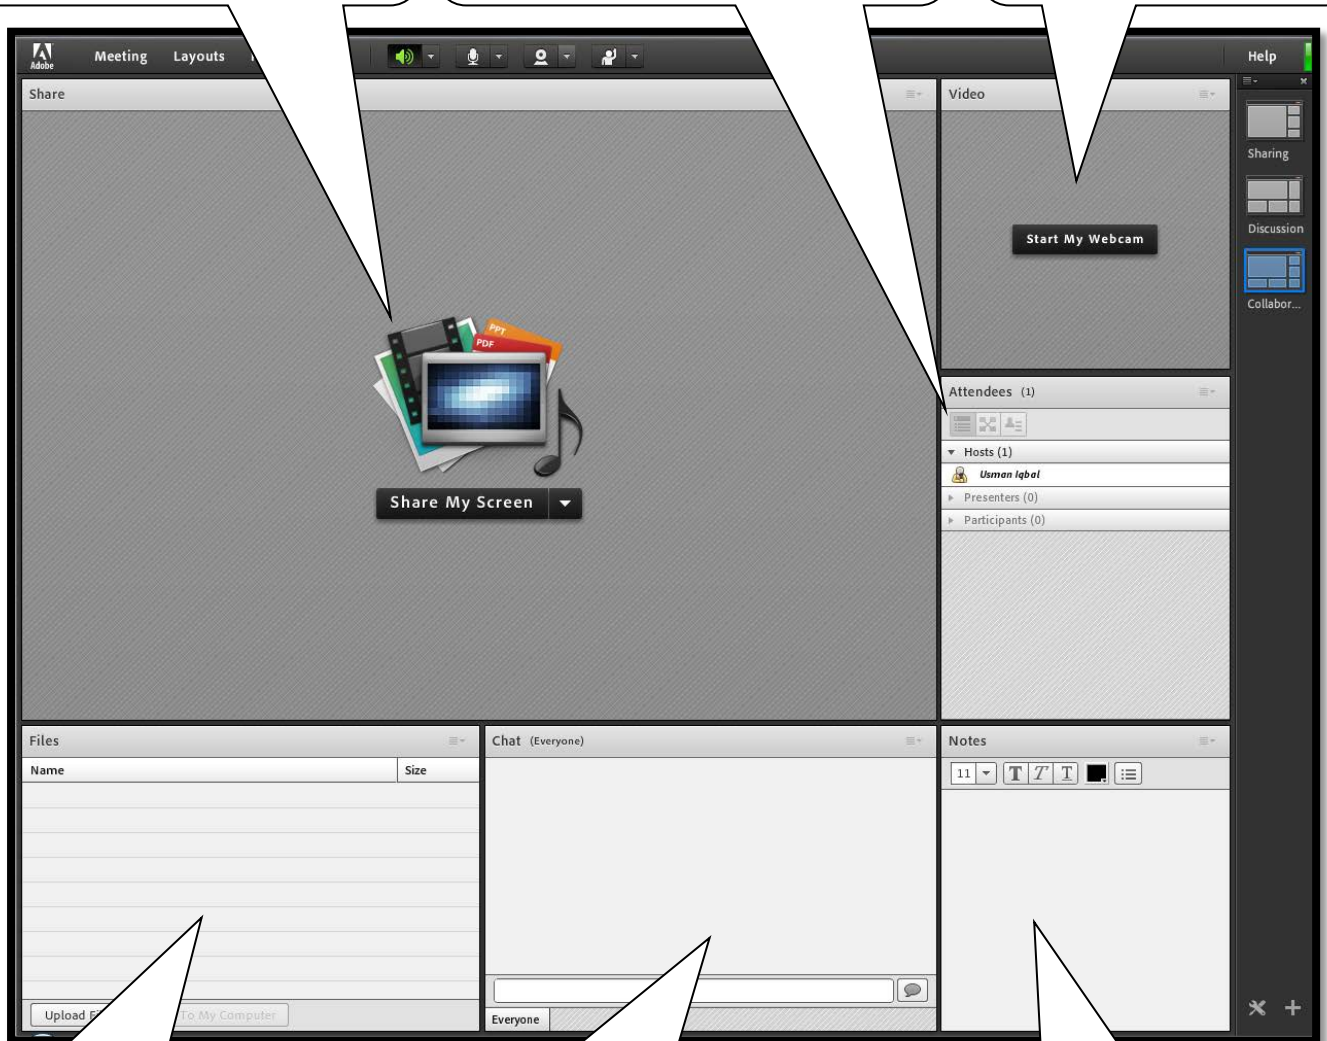 Adobe
Meeting
Layouts
Help
Share
Video
Sharing
Discussion
Collabor...
PPT
PDF
Share My Screen
Start My Webcam
Attendees (1)
Hosts (1)
Usman Iqbal
Presenters (0)
Participants (0)
Files
Name
Size
Upload
To My Computer
Chat (Everyone)
Everyone
Notes
11
T T T